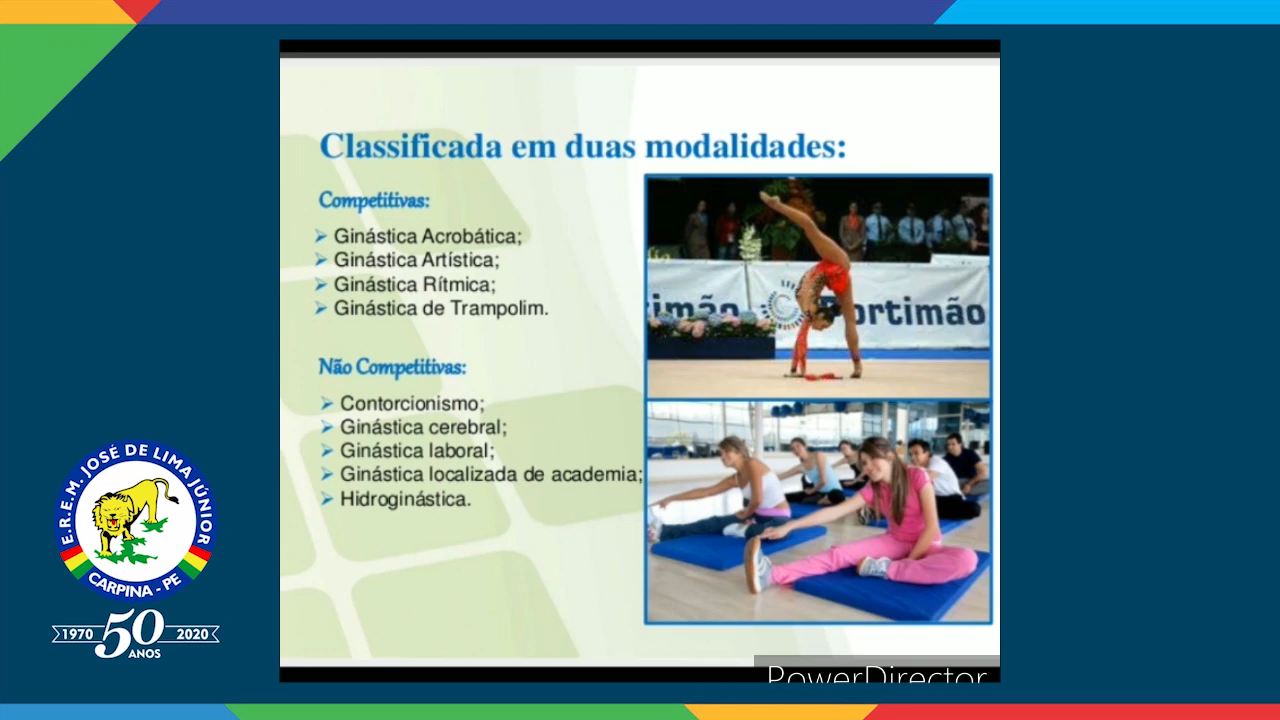 Classificada em duas modalidades:
Competitivas:
Ginástica Acrobática;
Ginástica Artística;
Ginástica Rítmica;
Ginástica de Trampolim.
Não Competitivas:
Contorcionismo;
Ginástica cerebral;
Ginástica laboral;
Ginástica localizada de academia;
Hidroginástica.
timão
Portimão
E.R.E.M. JOSÉ DE LIMA JÚNIOR
CARPINA - PE
1970 50 2020
ANOS
PowerDirector